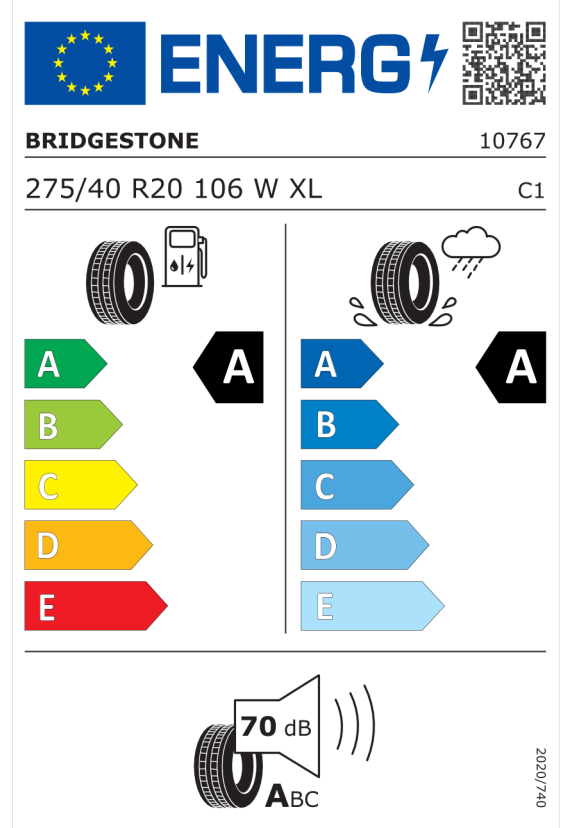 ENERG
BRIDGESTONE 10767
275/40 R20 106 W XL C1
A A
B
C
D
E
A A
B
C
D
E
70 dB
ABC
2020/740